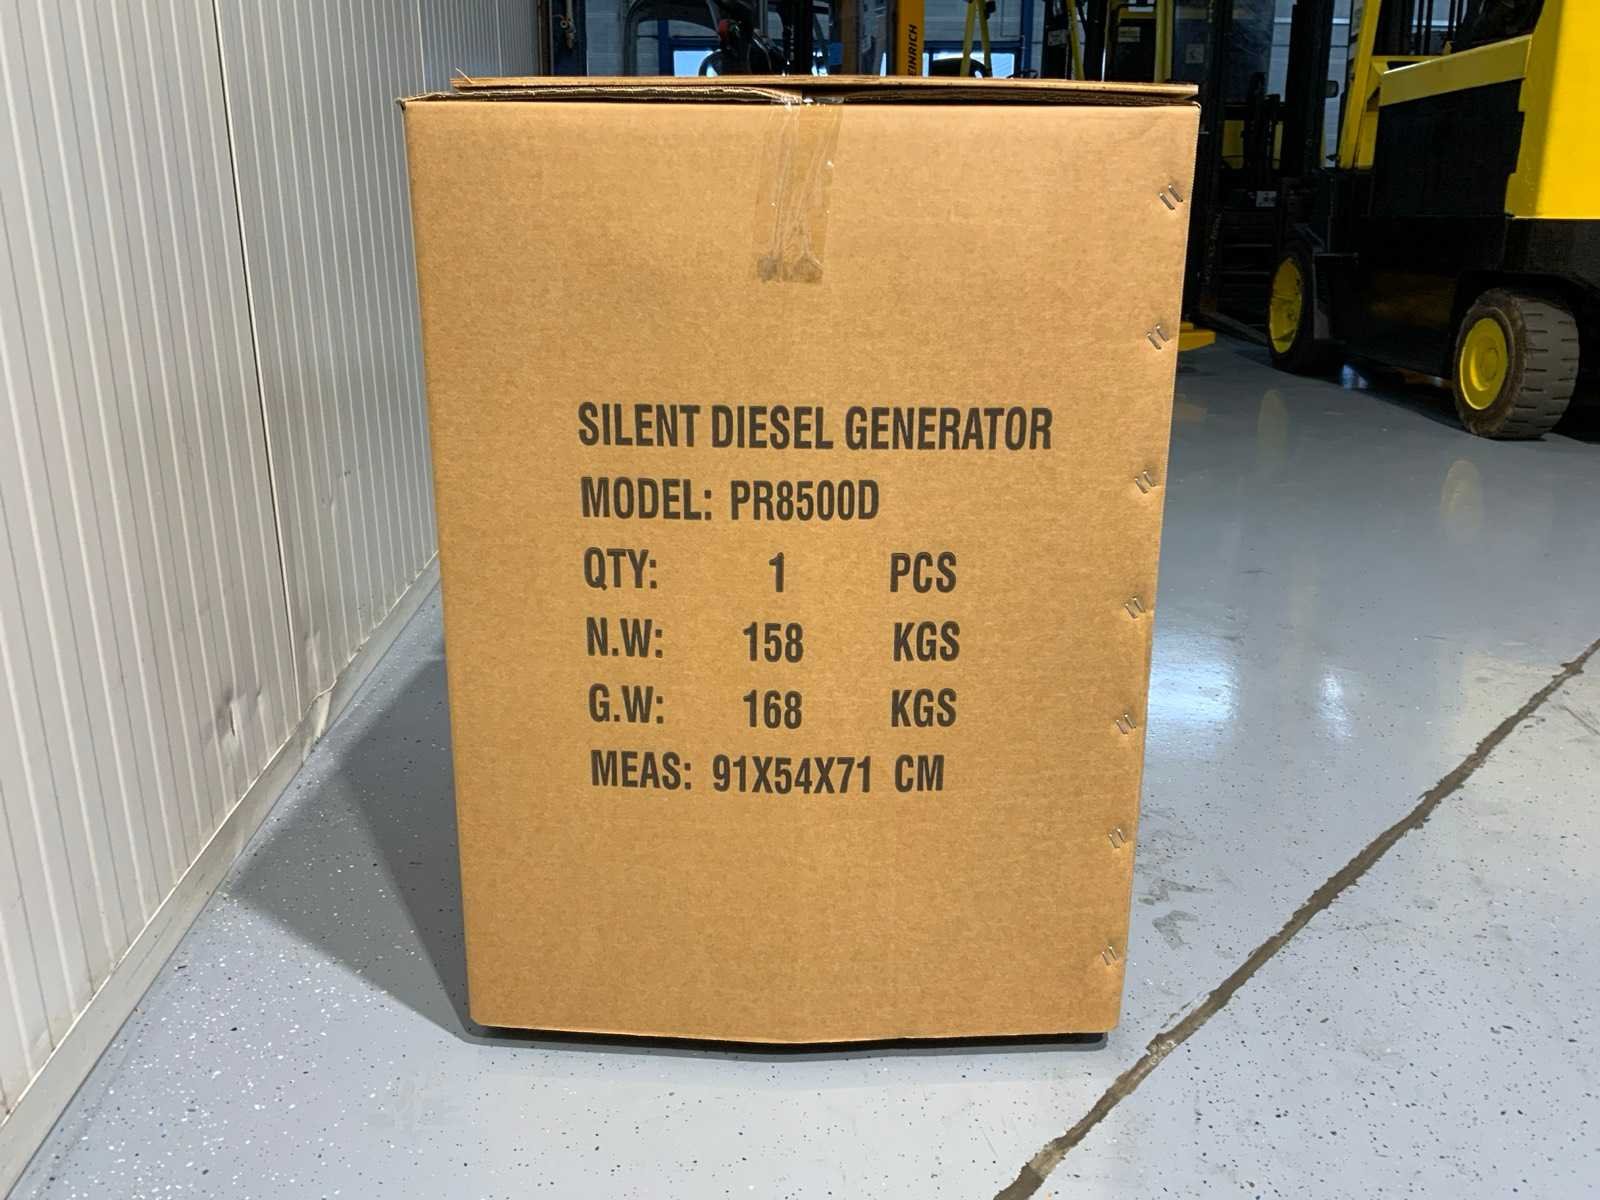 SILENT DIESEL GENERATOR
MODEL: PR8500D
QTY: 1 PCS
N.W: 158 KGS
G.W: 168 KGS
MEAS: 91X54X71 CM